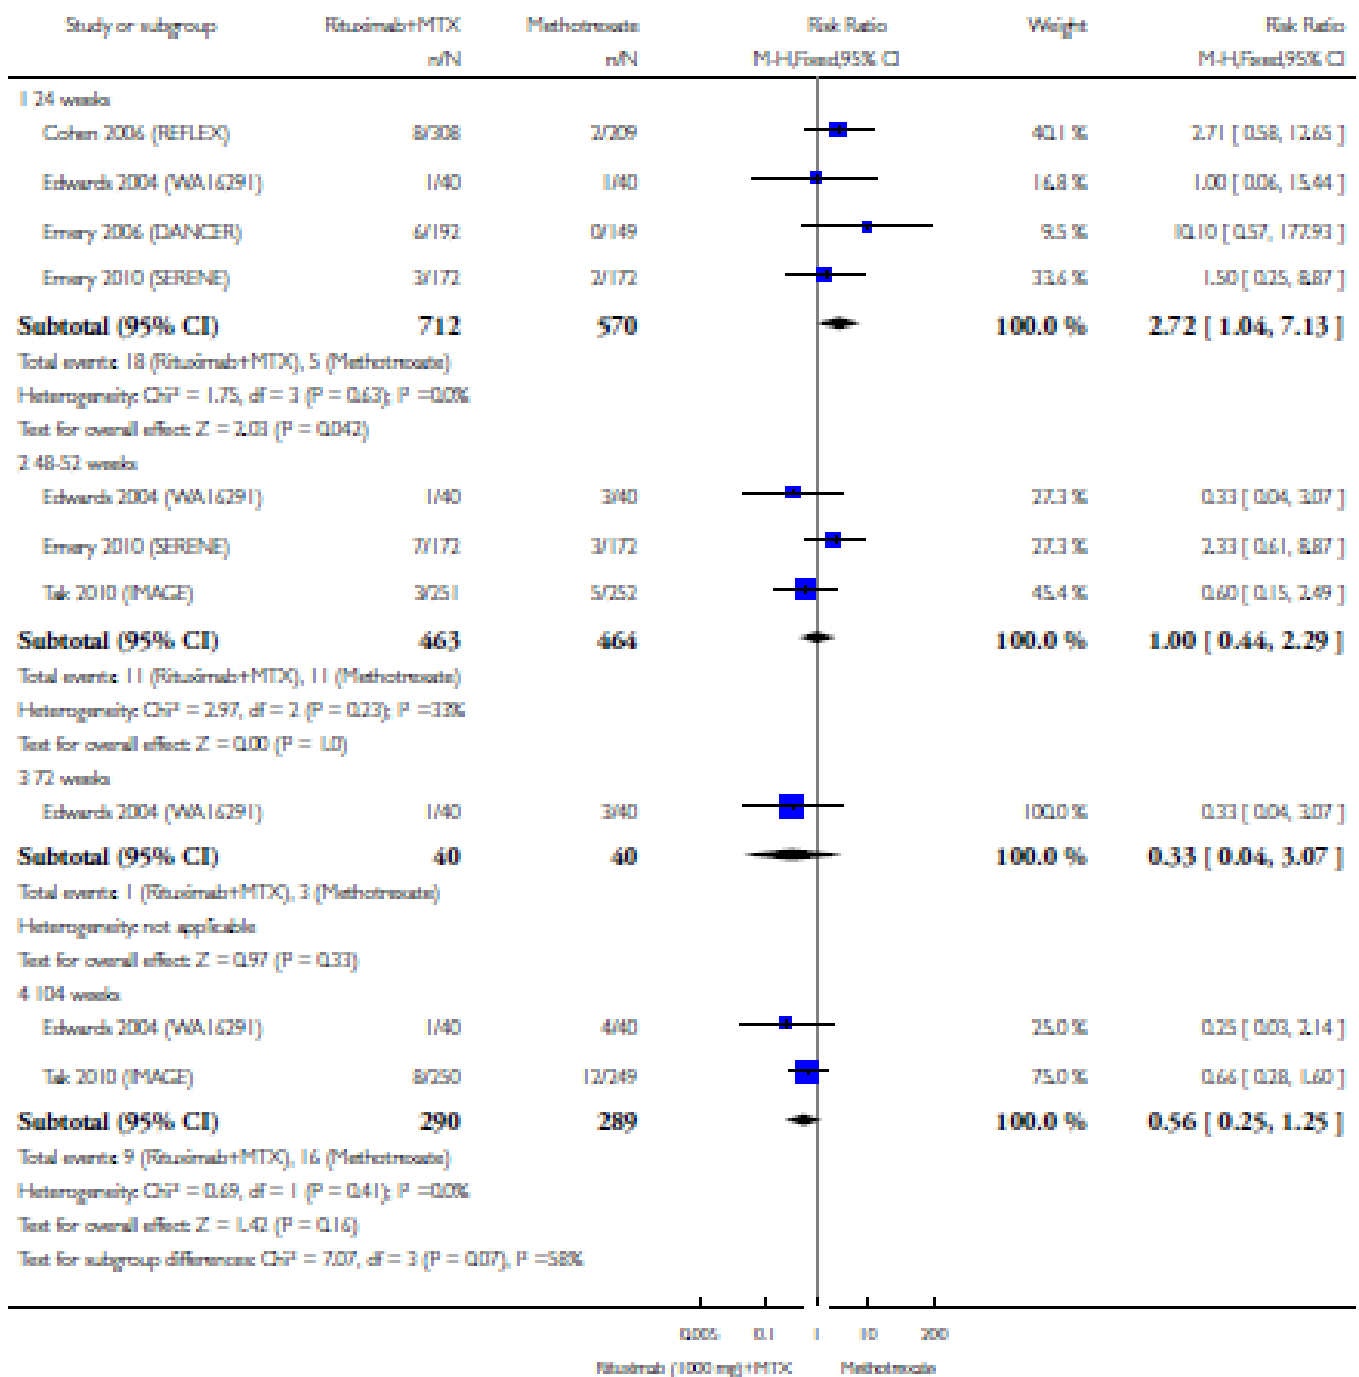 Study or subgroup Rituximab+MTX Methotrexate Risk Ratio Weight Risk Ratio
n/N n/N M-H,Fixed,95% CI M-H,Fixed,95% CI
1 24 weeks
Cohen 2006 (REFLEX) 8/308 2/209 40.1 % 2.71 [ 0.58, 12.65 ]
Edwards 2004 (WA16291) 1/40 1/40 16.8 % 1.00 [ 0.06, 15.44 ]
Emery 2006 (DANCER) 6/192 0/149 9.5 % 10.10 [ 0.57, 177.93 ]
Emery 2010 (SERENE) 3/172 2/172 33.6 % 1.50 [ 0.25, 8.87 ]
Subtotal (95% CI) 712 570 100.0 % 2.72 [ 1.04, 7.13 ]
Total events: 18 (Rituximab+MTX), 5 (Methotrexate)
Heterogeneity: Chi² = 1.75, df = 3 (P = 0.63); I² =0.0%
Test for overall effect: Z = 2.03 (P = 0.042)
2 48-52 weeks
Edwards 2004 (WA16291) 1/40 3/40 27.3 % 0.33 [ 0.04, 3.07 ]
Emery 2010 (SERENE) 7/172 3/172 27.3 % 2.33 [ 0.61, 8.87 ]
Tak 2010 (IMAGE) 3/251 5/252 45.4 % 0.60 [ 0.15, 2.49 ]
Subtotal (95% CI) 463 464 100.0 % 1.00 [ 0.44, 2.29 ]
Total events: 11 (Rituximab+MTX), 11 (Methotrexate)
Heterogeneity: Chi² = 2.97, df = 2 (P = 0.23); I² =33%
Test for overall effect: Z = 0.00 (P = 1.0)
3 72 weeks
Edwards 2004 (WA16291) 1/40 3/40 100.0 % 0.33 [ 0.04, 3.07 ]
Subtotal (95% CI) 40 40 100.0 % 0.33 [ 0.04, 3.07 ]
Total events: 1 (Rituximab+MTX), 3 (Methotrexate)
Heterogeneity: not applicable
Test for overall effect: Z = 0.97 (P = 0.33)
4 104 weeks
Edwards 2004 (WA16291) 1/40 4/40 25.0 % 0.25 [ 0.03, 2.14 ]
Tak 2010 (IMAGE) 8/250 12/249 75.0 % 0.66 [ 0.28, 1.60 ]
Subtotal (95% CI) 290 289 100.0 % 0.56 [ 0.25, 1.25 ]
Total events: 9 (Rituximab+MTX), 16 (Methotrexate)
Heterogeneity: Chi² = 0.69, df = 1 (P = 0.41); I² =0.0%
Test for overall effect: Z = 1.42 (P = 0.16)
Test for subgroup differences: Chi² = 7.07, df = 3 (P = 0.07), I² =58%
0.005 0.1 1 10 200
Rituximab (1000 mg)+MTX Methotrexate